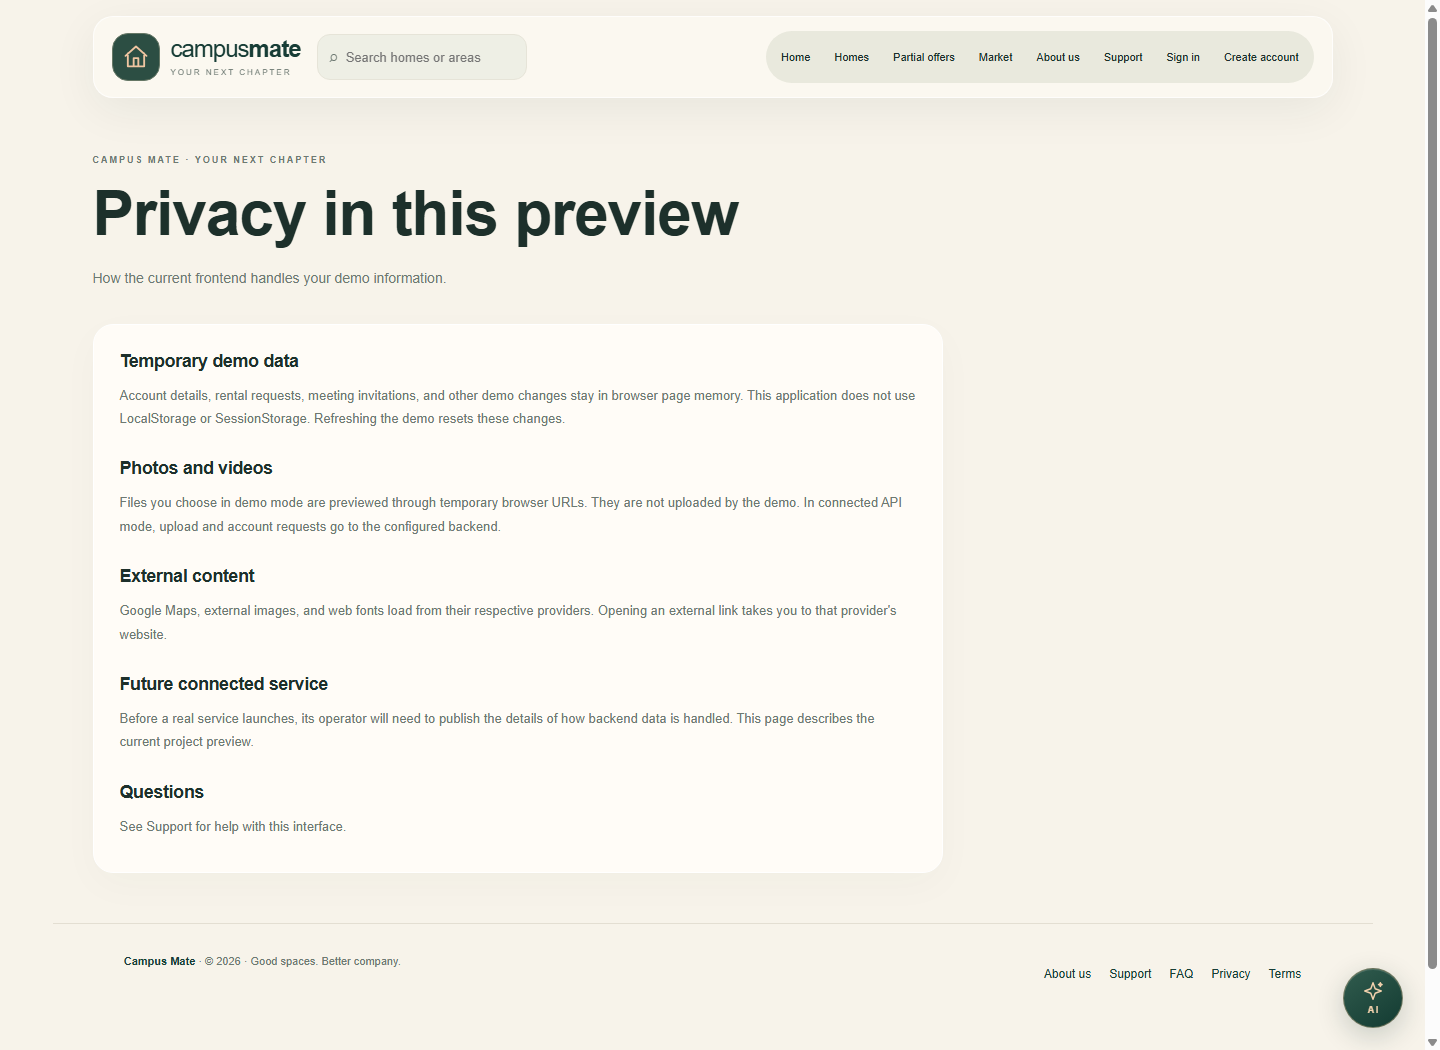 campusmate
YOUR NEXT CHAPTER
Search homes or areas
Home
Homes
Partial offers
Market
About us
Support
Sign in
Create account
CAMPUS MATE · YOUR NEXT CHAPTER
Privacy in this preview
How the current frontend handles your demo information.
Temporary demo data
Account details, rental requests, meeting invitations, and other demo changes stay in browser page memory. This application does not use
LocalStorage or SessionStorage. Refreshing the demo resets these changes.
Photos and videos
Files you choose in demo mode are previewed through temporary browser URLs. They are not uploaded by the demo. In connected API
mode, upload and account requests go to the configured backend.
External content
Google Maps, external images, and web fonts load from their respective providers. Opening an external link takes you to that provider's
website.
Future connected service
Before a real service launches, its operator will need to publish the details of how backend data is handled. This page describes the
current project preview.
Questions
See Support for help with this interface.
Campus Mate · © 2026 · Good spaces. Better company.
About us
Support
FAQ
Privacy
Terms
AI